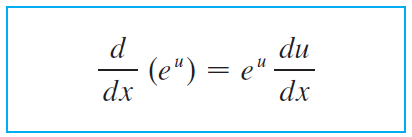 d/dx (e^u) = e^u du/dx